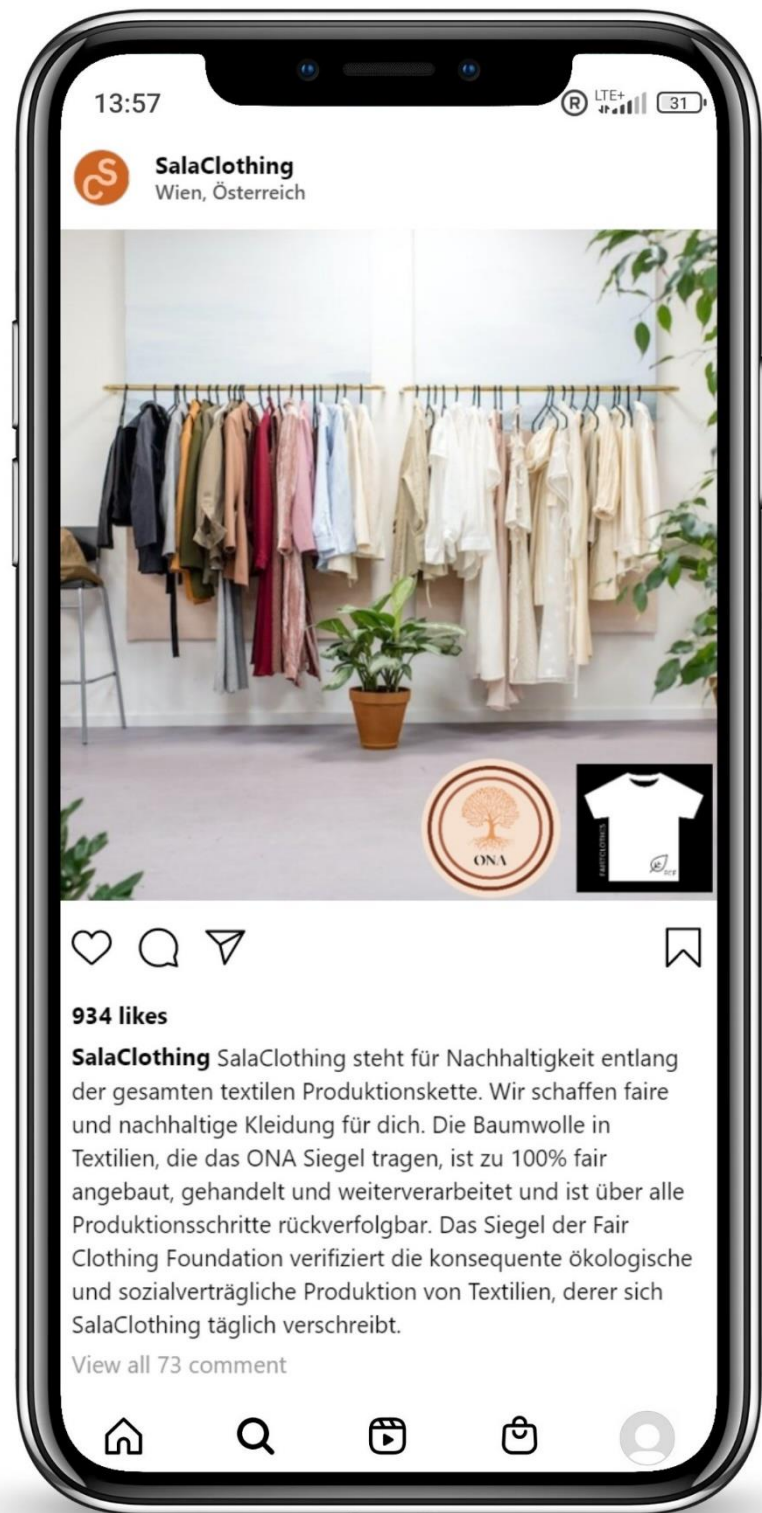 13:57
R LTE+ 31
SC
SalaClothing
Wien, Österreich
ONA
934 likes
SalaClothing SalaClothing steht für Nachhaltigkeit entlang
der gesamten textilen Produktionskette. Wir schaffen faire
und nachhaltige Kleidung für dich. Die Baumwolle in
Textilien, die das ONA Siegel tragen, ist zu 100% fair
angebaut, gehandelt und weiterverarbeitet und ist über alle
Produktionsschritte rückverfolgbar. Das Siegel der Fair
Clothing Foundation verifiziert die konsequente ökologische
und sozialverträgliche Produktion von Textilien, derer sich
SalaClothing täglich verschreibt.
View all 73 comment